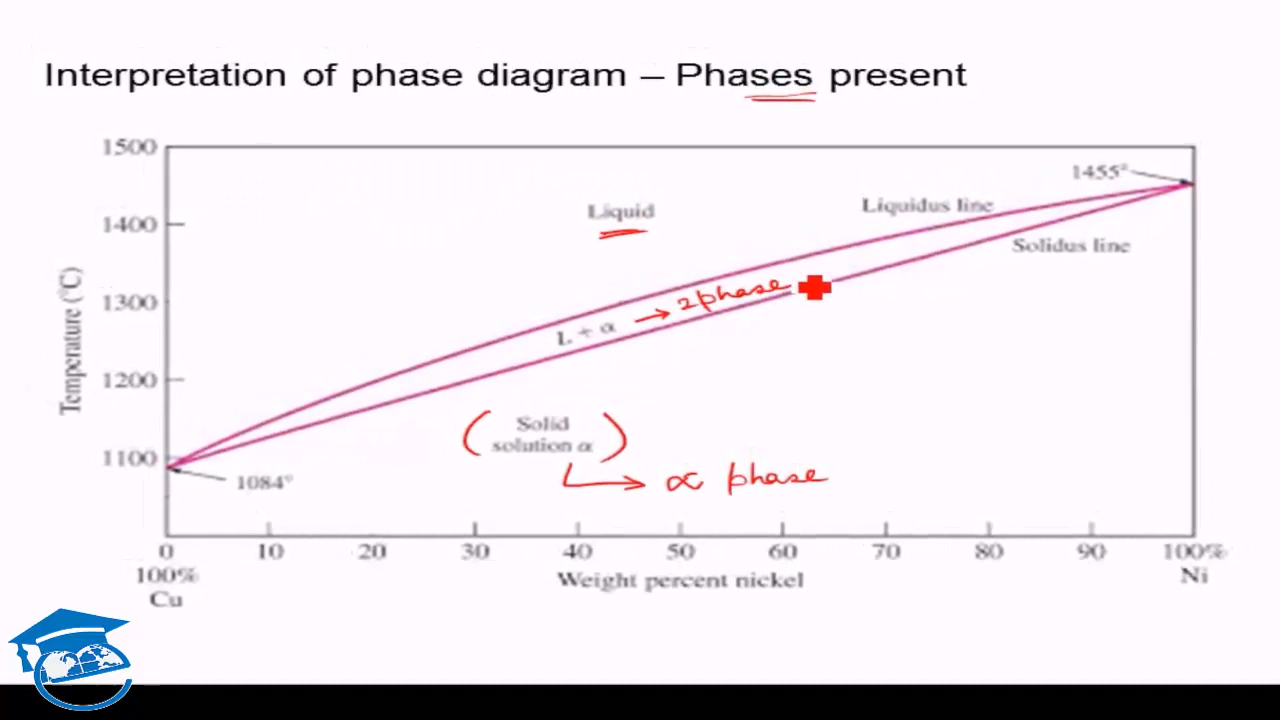 Interpretation of phase diagram – Phases present
1500
1455°
Liquidus line
Liquid
1400
Solidus line
Temperature (°C)
1300
L + α → 2 phase
1200
Solid
solution α
1100
→ α phase
1084°
0 10 20 30 40 50 60 70 80 90 100%
100% Weight percent nickel Ni
Cu